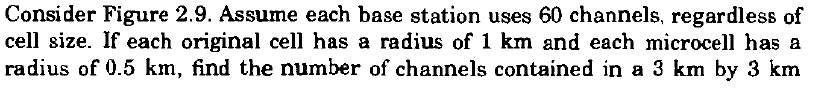 Consider Figure 2.9. Assume each base station uses 60 channels, regardless of
cell size. If each original cell has a radius of 1 km and each microcell has a
radius of 0.5 km, find the number of channels contained in a 3 km by 3 km